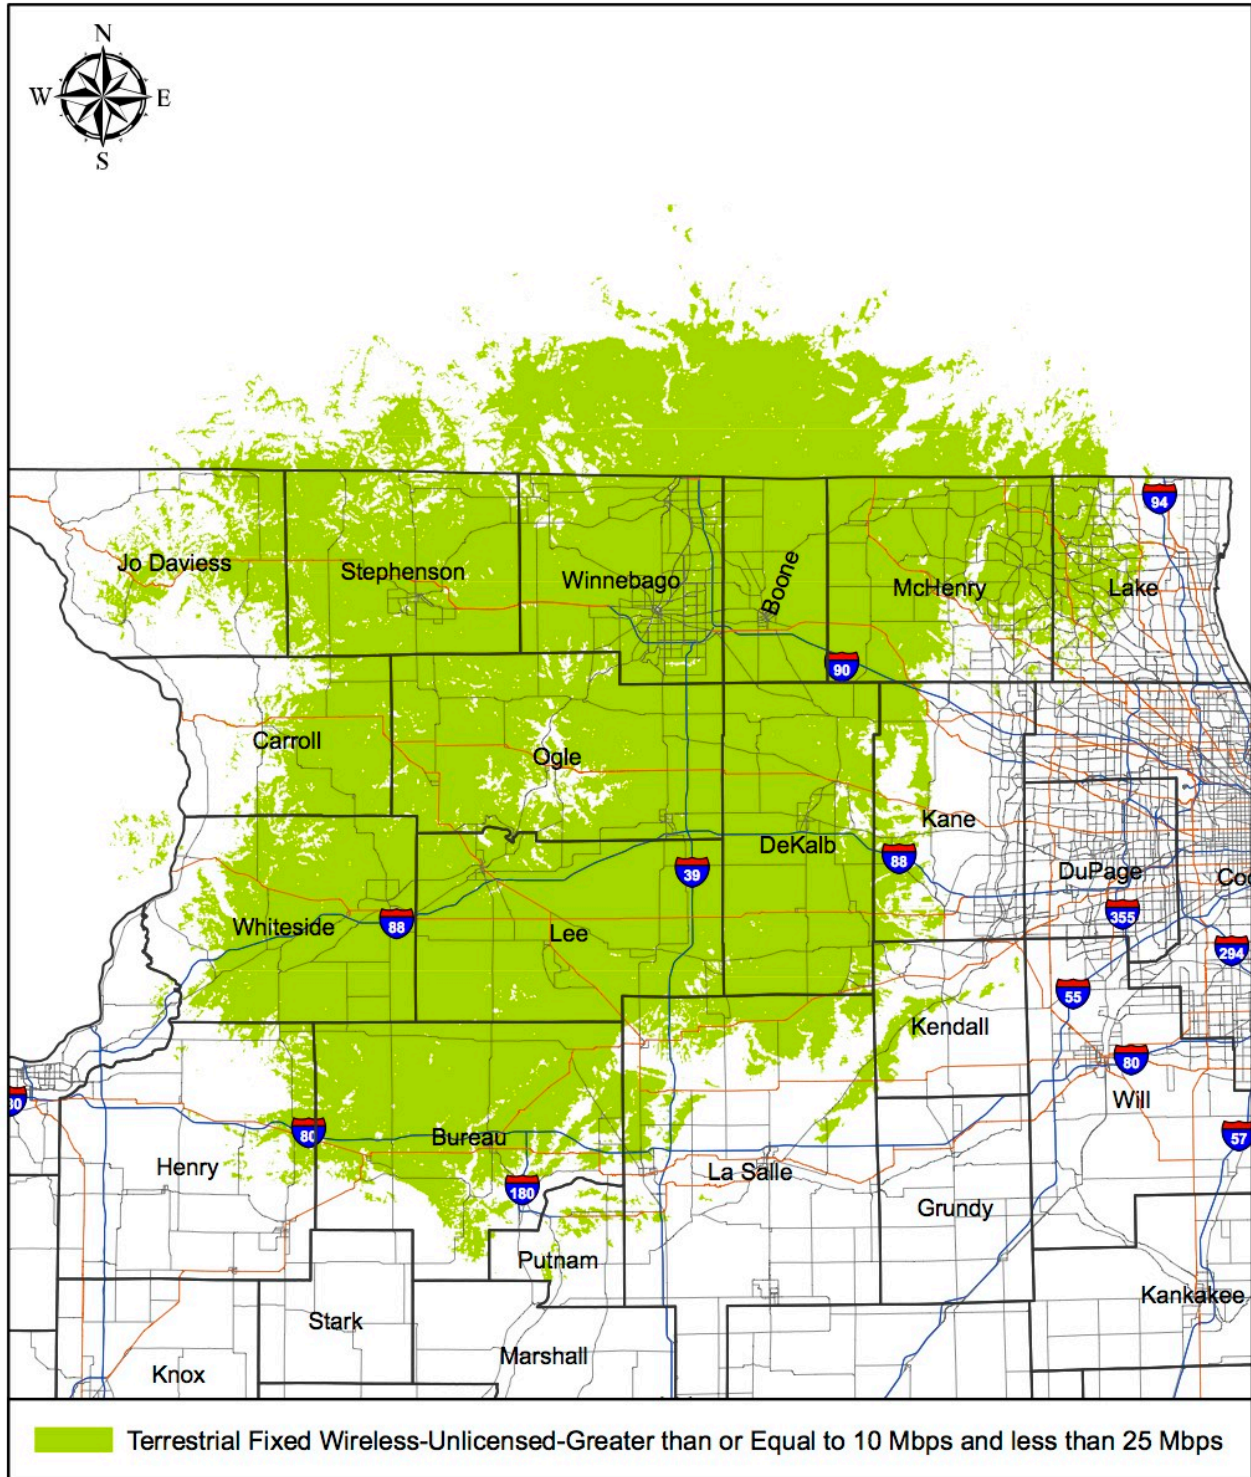 N
W E
S
94
Jo Daviess
Stephenson
Winnebago
Boone
McHenry
Lake
90
Carroll
Ogle
Kane
DeKalb
88
39
DuPage
Coo
Whiteside
88
Lee
355
294
55
Kendall
80
Will
80
Bureau
57
Henry
La Salle
180
Grundy
Putnam
Kankakee
Stark
Marshall
Knox
Terrestrial Fixed Wireless-Unlicensed-Greater than or Equal to 10 Mbps and less than 25 Mbps